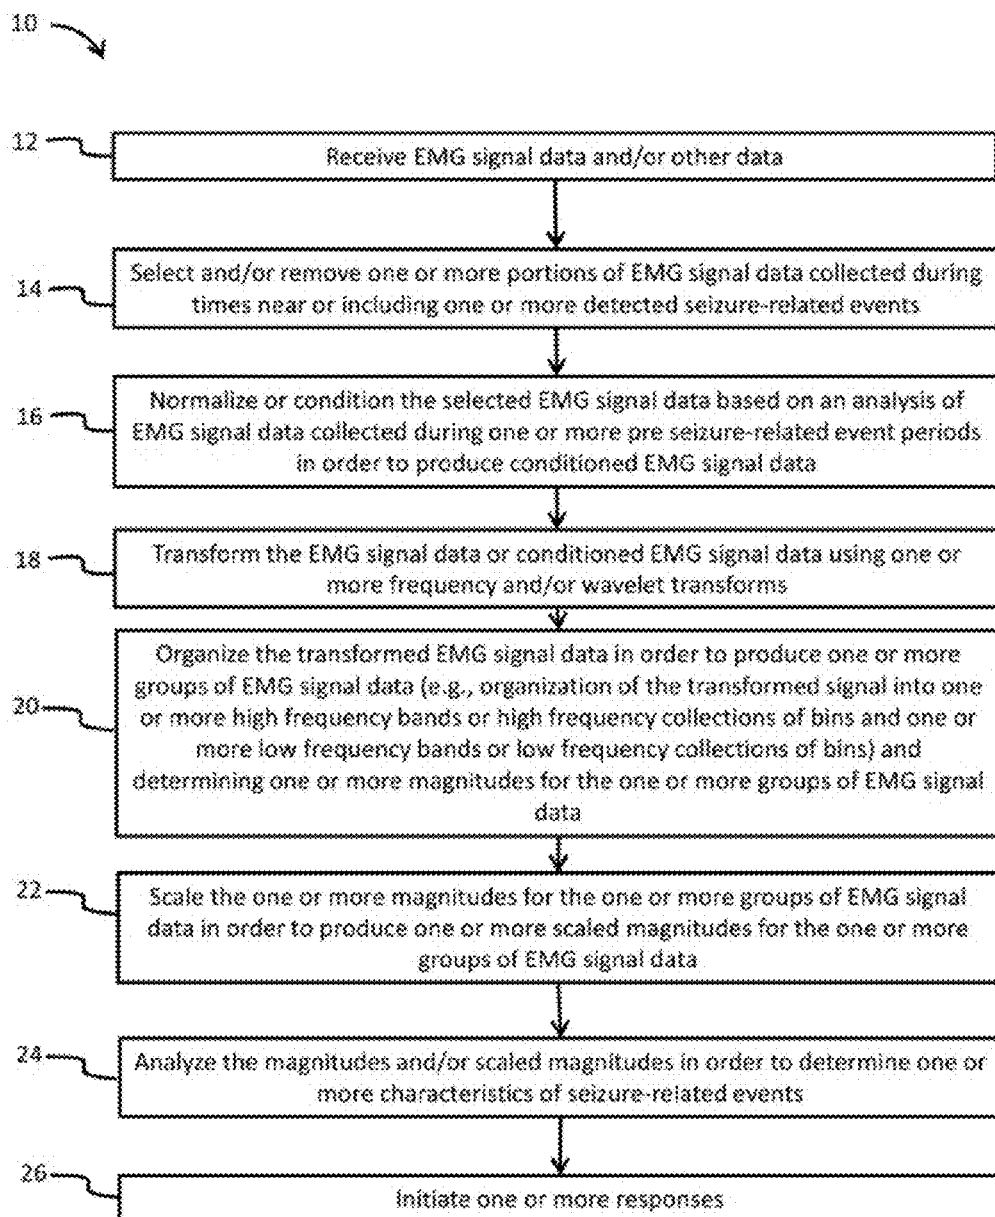 10
12
Receive EMG signal data and/or other data
14
Select and/or remove one or more portions of EMG signal data collected during
times near or including one or more detected seizure-related events
16
Normalize or condition the selected EMG signal data based on an analysis of
EMG signal data collected during one or more pre seizure-related event periods
in order to produce conditioned EMG signal data
18
Transform the EMG signal data or conditioned EMG signal data using one or
more frequency and/or wavelet transforms
20
Organize the transformed EMG signal data in order to produce one or more
groups of EMG signal data (e.g., organization of the transformed signal into one
or more high frequency bands or high frequency collections of bins and one or
more low frequency bands or low frequency collections of bins) and
determining one or more magnitudes for the one or more groups of EMG signal
data
22
Scale the one or more magnitudes for the one or more groups of EMG signal
data in order to produce one or more scaled magnitudes for the one or more
groups of EMG signal data
24
Analyze the magnitudes and/or scaled magnitudes in order to determine one or
more characteristics of seizure-related events
26
Initiate one or more responses